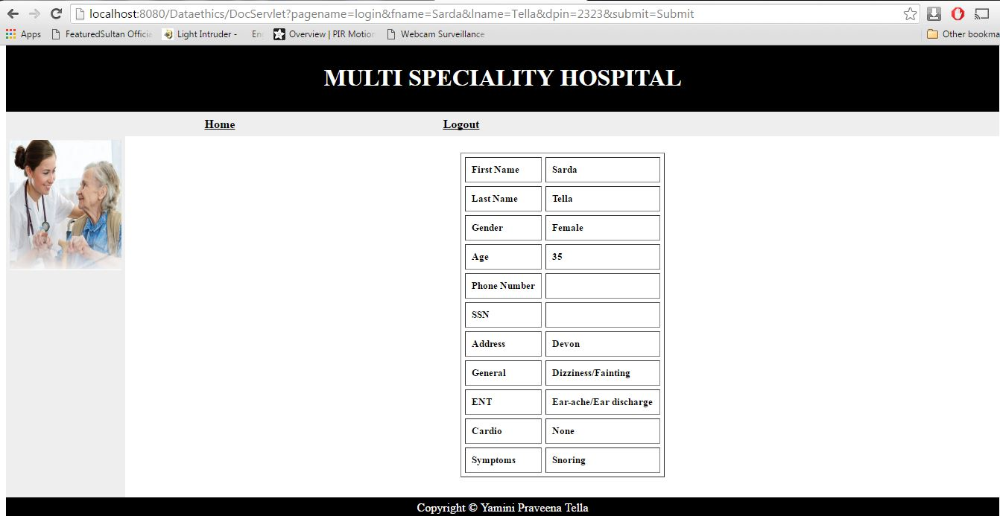 localhost:8080/Dataethics/DocServlet?pagename=login&fname=Sarda&lname=Tella&dpin=2323&submit=Submit
Apps FeaturedSultan Officia Light Intruder - En Overview | PIR Motion Webcam Surveillance Other bookma
MULTI SPECIALITY HOSPITAL
Home Logout
First Name Sarda
Last Name Tella
Gender Female
Age 35
Phone Number
SSN
Address Devon
General Dizziness/Fainting
ENT Ear-ache/Ear discharge
Cardio None
Symptoms Snoring
Copyright © Yamini Praveena Tella